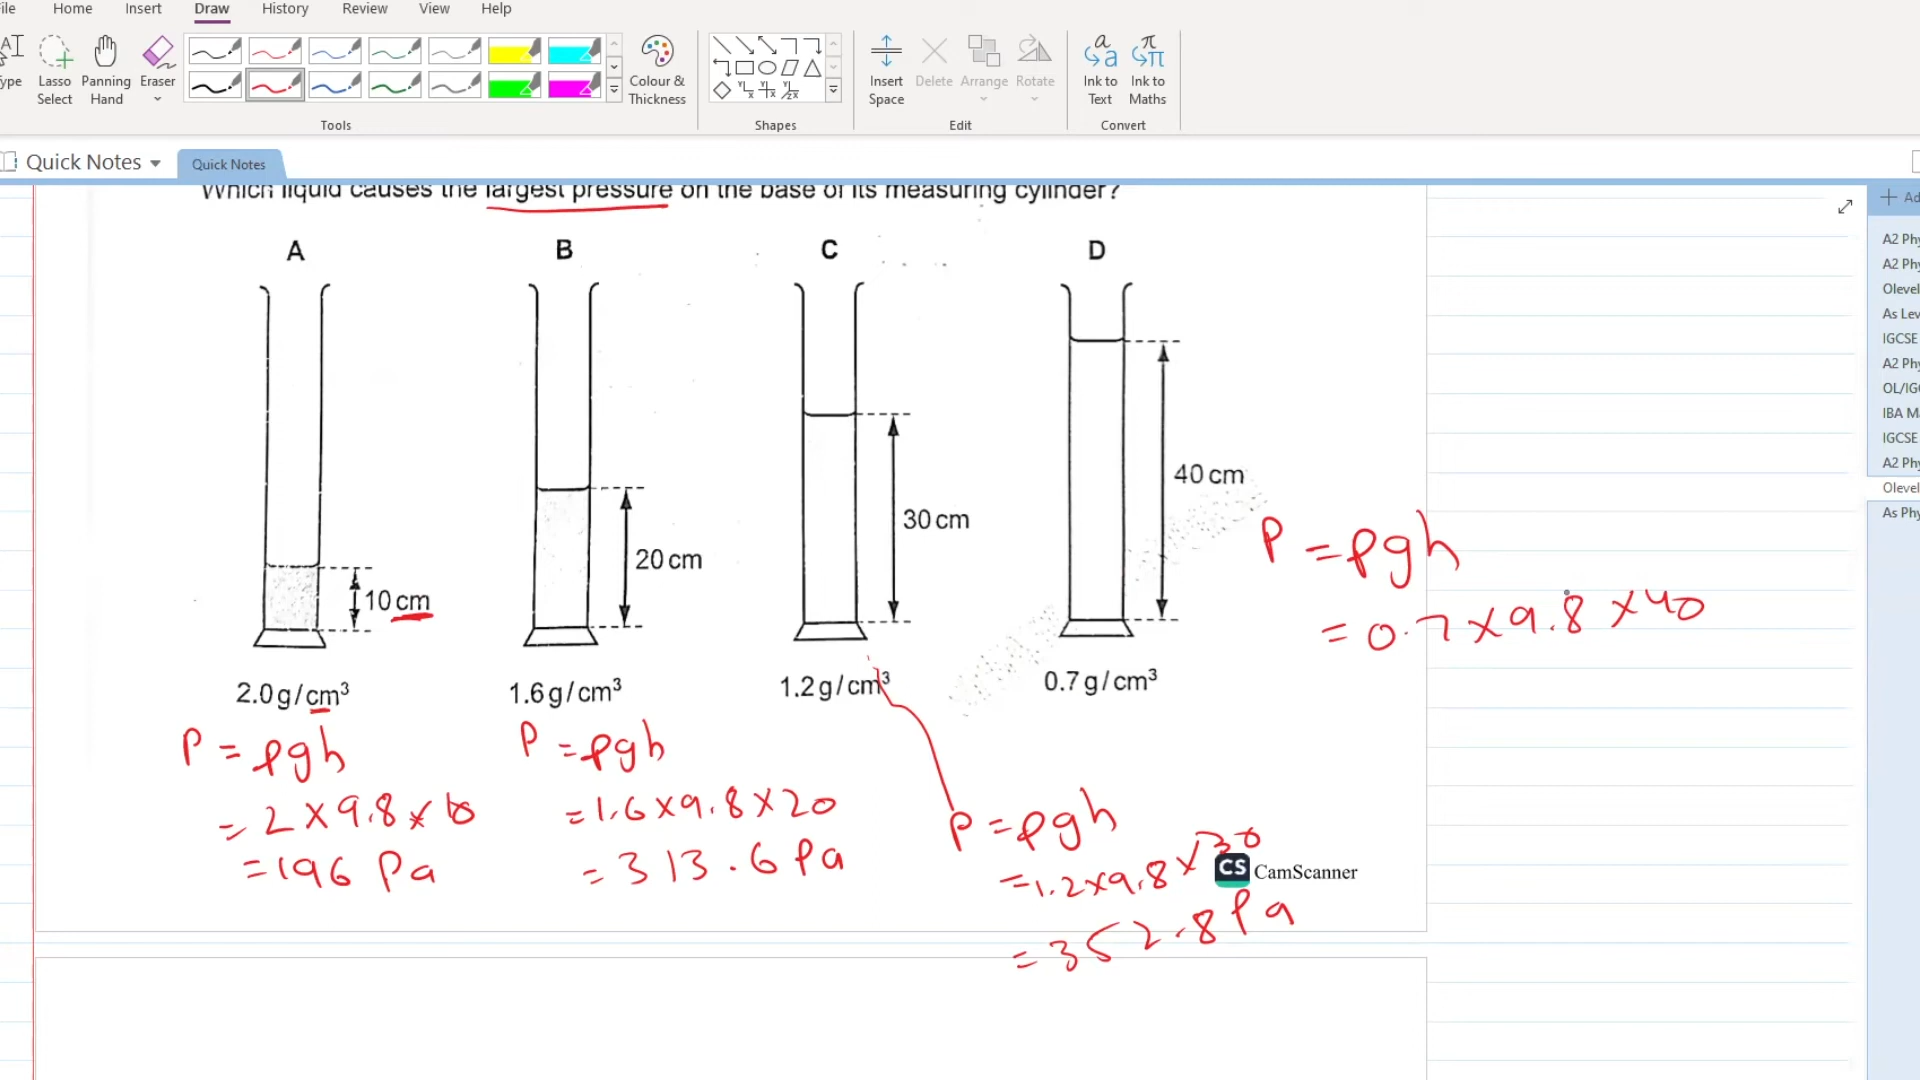 File Home Insert Draw History Review View Help
Type
Lasso Select
Panning Hand
Eraser
Colour & Thickness
Insert Space
Delete
Arrange
Rotate
Ink to Text
Ink to Maths
Tools
Shapes
Edit
Convert
Quick Notes
Quick Notes
Which liquid causes the largest pressure on the base of its measuring cylinder?
A B C D
10 cm
20 cm
30 cm
40 cm
2.0 g/cm³
1.6 g/cm³
1.2 g/cm³
0.7 g/cm³
P = ρgh
= 2 × 9.8 × 10
= 196 Pa
P = ρgh
= 1.6 × 9.8 × 20
= 313.6 Pa
P = ρgh
= 1.2 × 9.8 × 30
= 352.8 Pa
P = ρgh
= 0.7 × 9.8 × 40
CS CamScanner
Ad
A2 Phy
A2 Phy
Olevel
As Lev
IGCSE
A2 Phy
OL/IG
IBA M
IGCSE
A2 Phy
Olevel
As Phy